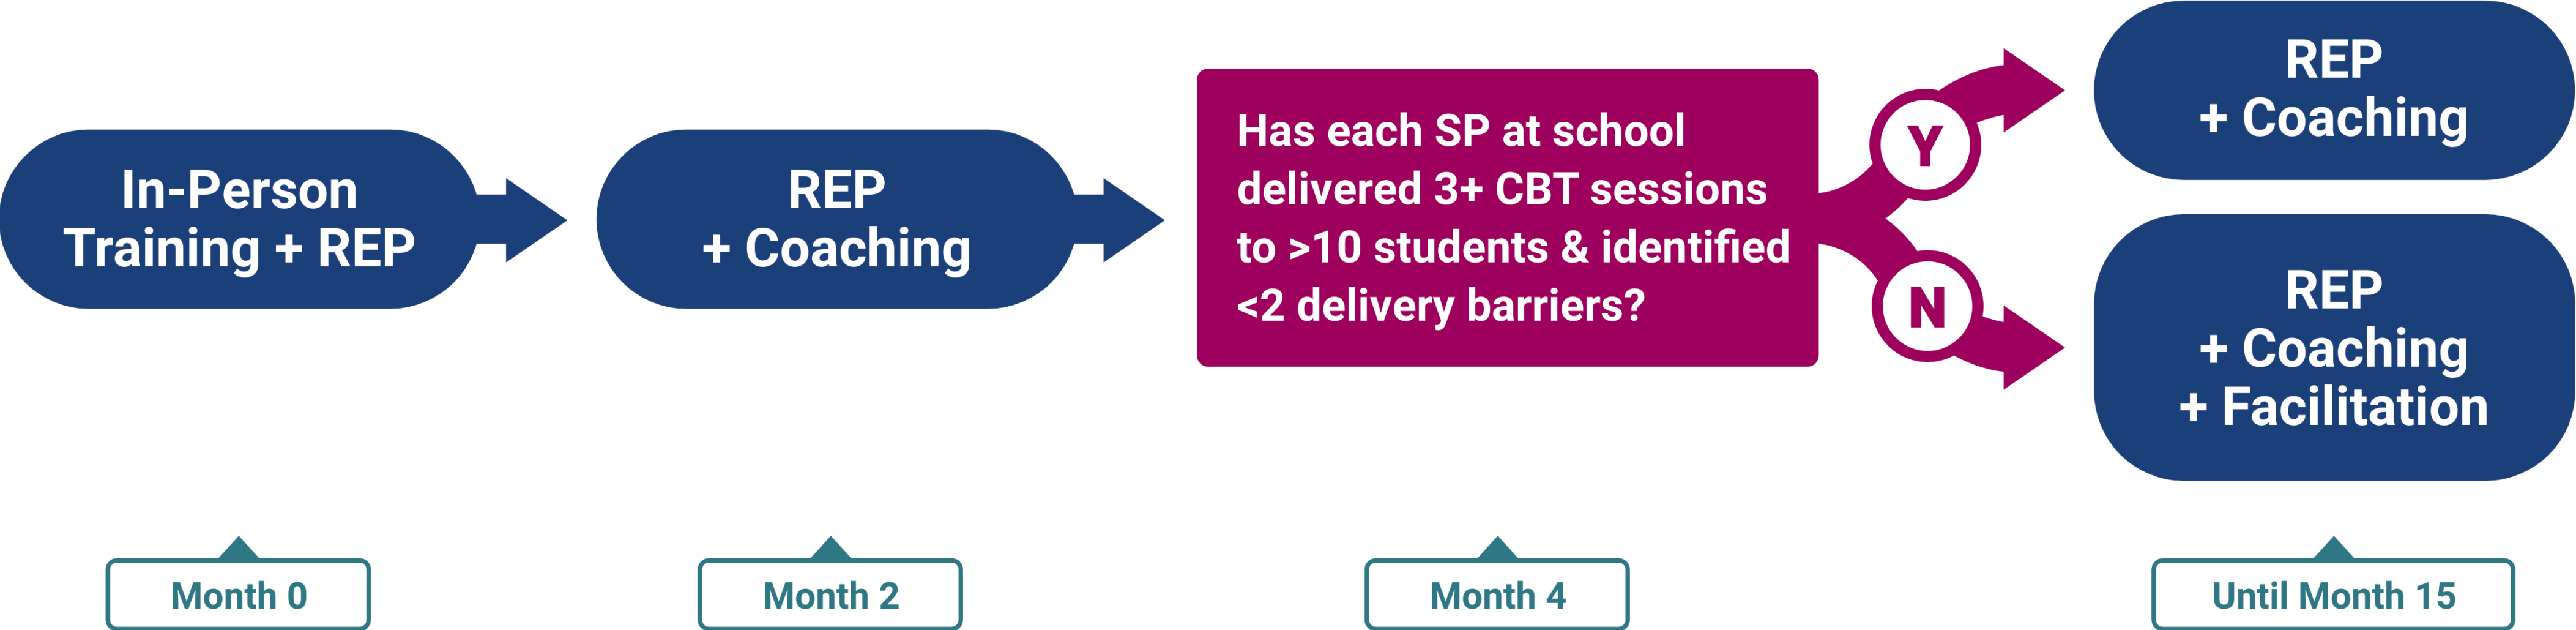 In-Person
Training + REP
REP
+ Coaching
Has each SP at school
delivered 3+ CBT sessions
to >10 students & identified
<2 delivery barriers?
Y
N
REP
+ Coaching
REP
+ Coaching
+ Facilitation
Month 0
Month 2
Month 4
Until Month 15